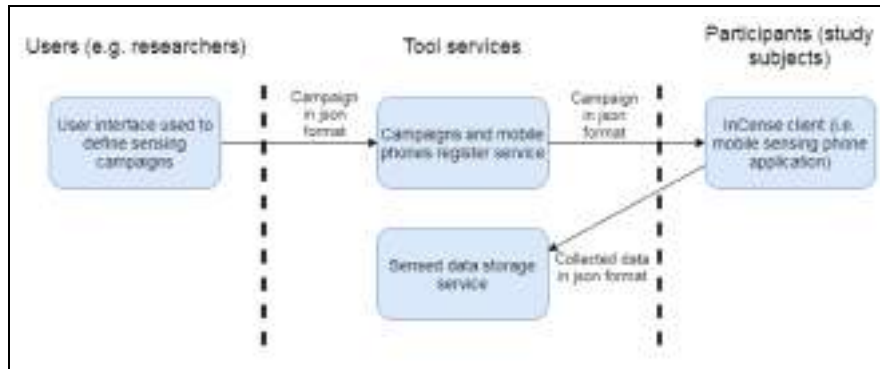 Users (e.g. researchers)
Tool services
Participants (study
subjects)
User interface used to
define sensing
campaigns
Campaign
in json
format
Campaigns and mobile
phones register service
Campaign
in json
format
InCense client (i.e.
mobile sensing phone
application)
Sensed data storage
service
Collected data
in json format